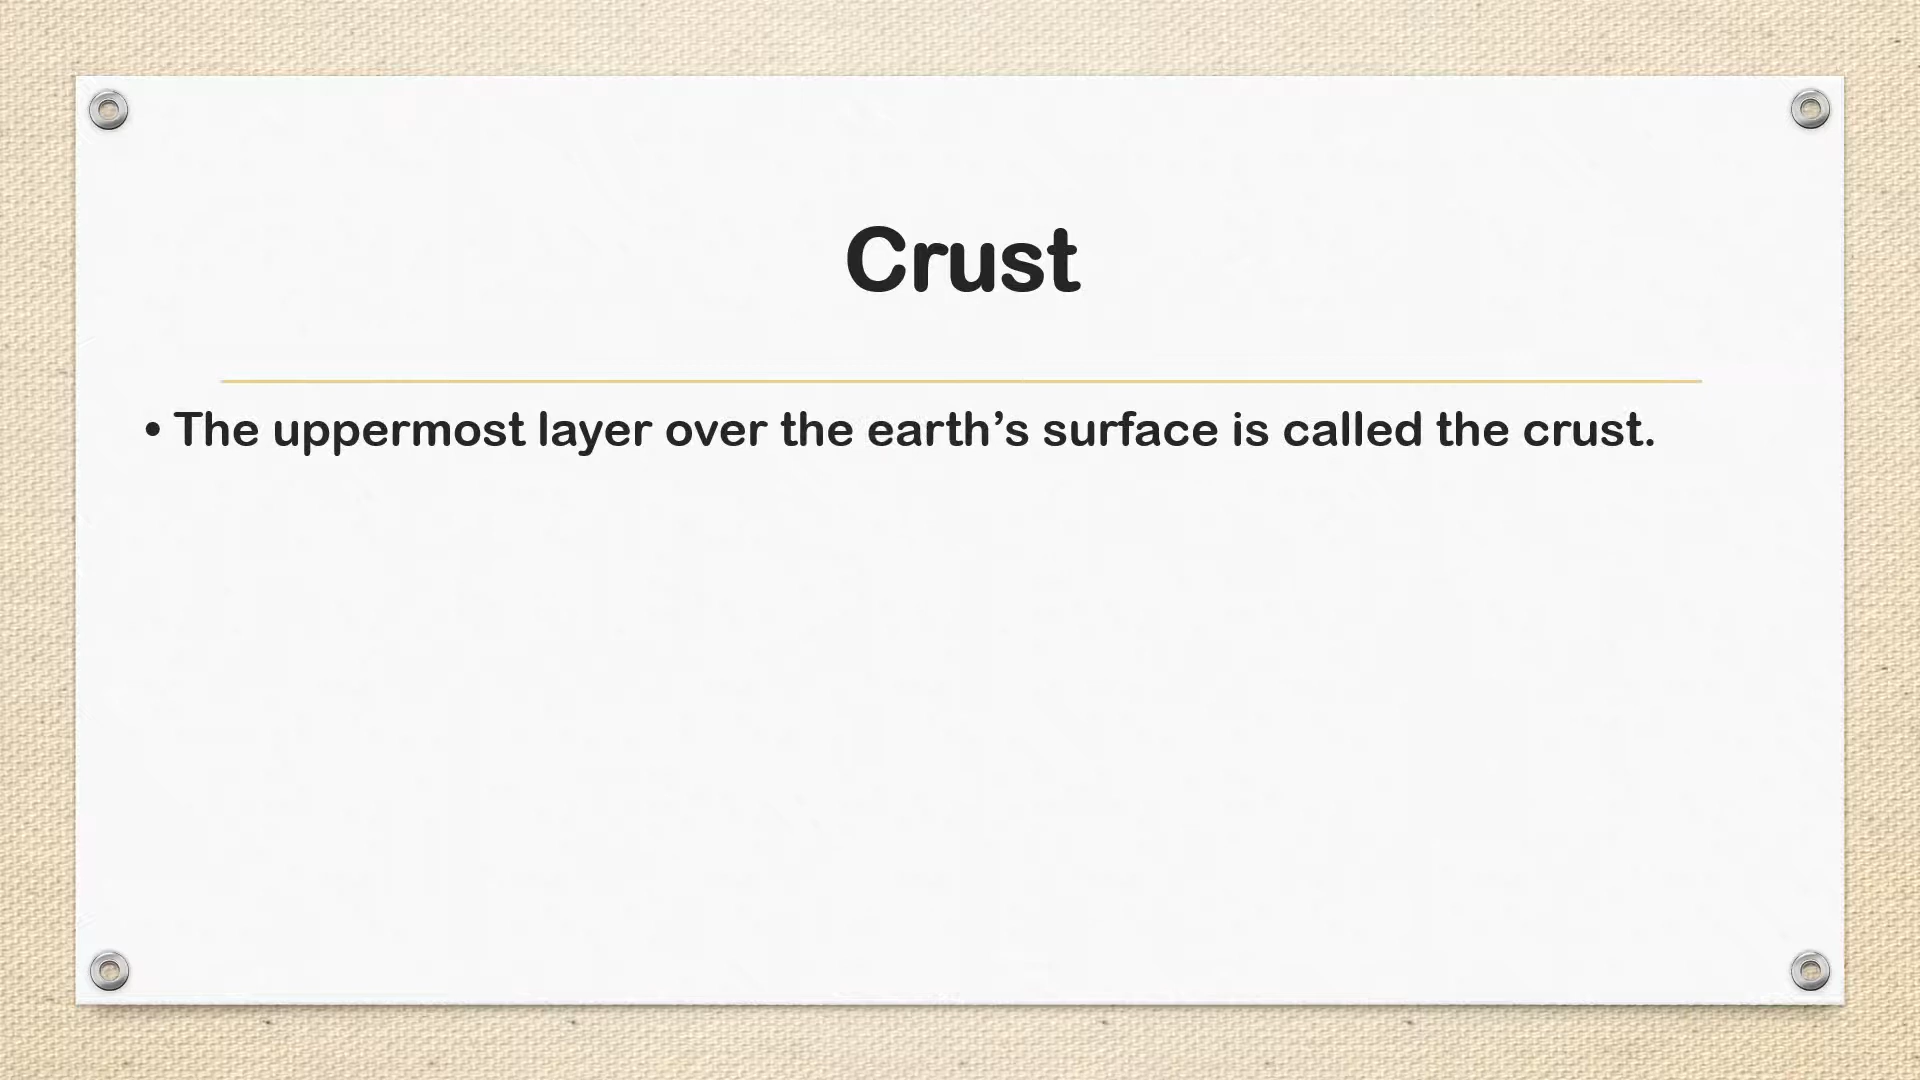 Crust
• The uppermost layer over the earth’s surface is called the crust.